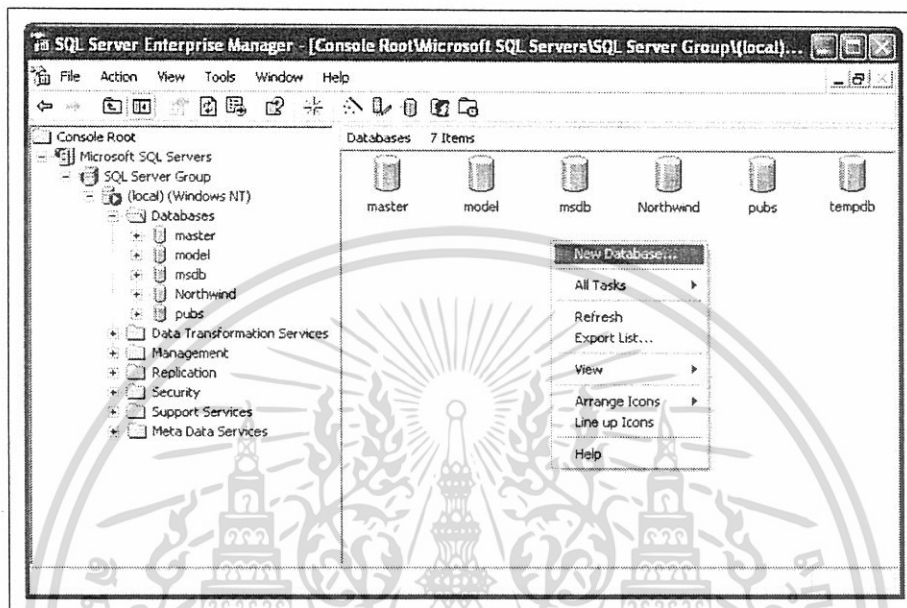 SQL Server Enterprise Manager - [Console Root\Microsoft SQL Servers\SQL Server Group\(local)...
File Action View Tools Window Help
Console Root
Microsoft SQL Servers
SQL Server Group
(local) (Windows NT)
Databases
master
model
msdb
Northwind
pubs
Data Transformation Services
Management
Replication
Security
Support Services
Meta Data Services
Databases 7 Items
master model msdb Northwind pubs tempdb
New Database...
All Tasks
Refresh
Export List...
View
Arrange Icons
Line up Icons
Help